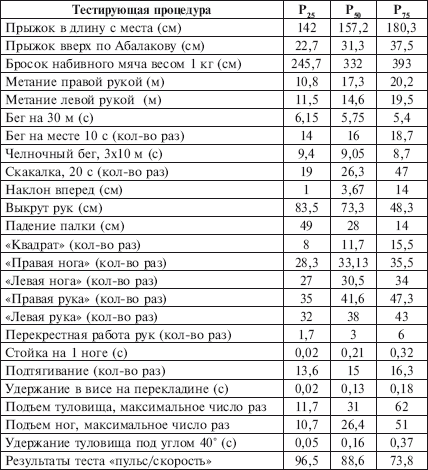 Тестирующая процедура P25 P50 P75
Прыжок в длину с места (см) 142 157,2 180,3
Прыжок вверх по Абалакову (см) 22,7 31,3 37,5
Бросок набивного мяча весом 1 кг (см) 245,7 332 393
Метание правой рукой (м) 10,8 17,3 20,2
Метание левой рукой (м) 11,5 14,6 19,5
Бег на 30 м (с) 6,15 5,75 5,4
Бег на месте 10 с (кол-во раз) 14 16 18,7
Челночный бег, 3х10 м (с) 9,4 9,05 8,7
Скакалка, 20 с (кол-во раз) 19 26,3 47
Наклон вперед (см) 1 3,67 14
Выкрут рук (см) 83,5 73,3 48,3
Падение палки (см) 49 28 14
«Квадрат» (кол-во раз) 8 11,7 15,5
«Правая нога» (кол-во раз) 28,3 33,13 35,5
«Левая нога» (кол-во раз) 27 30,5 34
«Правая рука» (кол-во раз) 35 41,6 47,3
«Левая рука» (кол-во раз) 32 38 43
Перекрестная работа рук (кол-во раз) 1,7 3 6
Стойка на 1 ноге (с) 0,02 0,21 0,32
Подтягивание (кол-во раз) 13,6 15 16,3
Удержание в висе на перекладине (с) 0,02 0,13 0,18
Подъем туловища, максимальное число раз 11,7 31 62
Подъем ног, максимальное число раз 10,7 26,4 51
Удержание туловища под углом 40° (с) 0,05 0,16 0,37
Результаты теста «пульс/скорость» 96,5 88,6 73,8